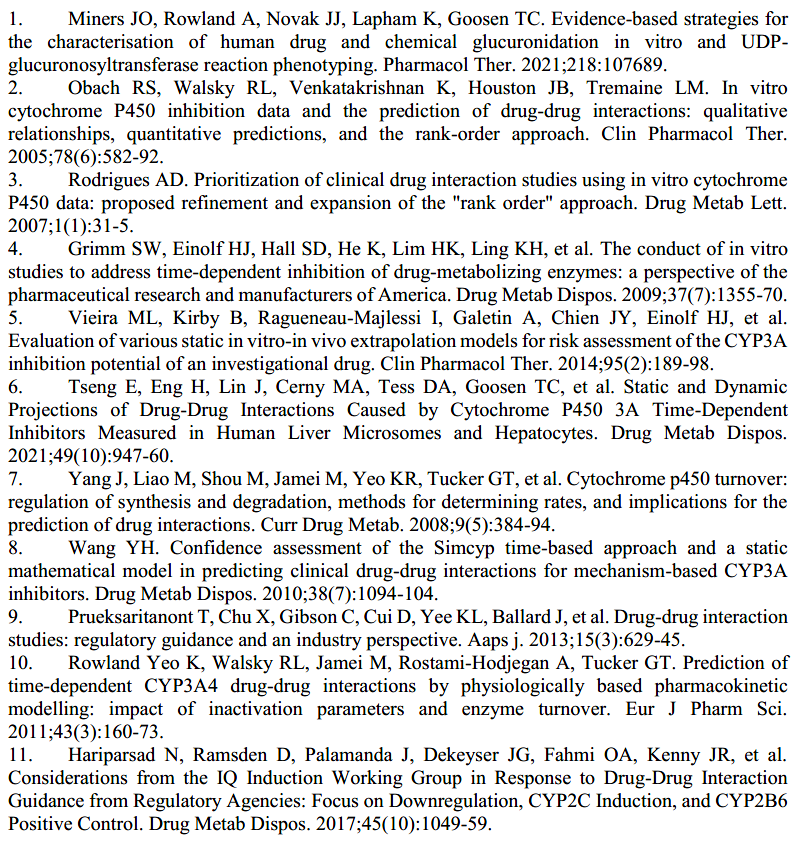 1. Miners JO, Rowland A, Novak JJ, Lapham K, Goosen TC. Evidence-based strategies for
the characterisation of human drug and chemical glucuronidation in vitro and UDP-
glucuronosyltransferase reaction phenotyping. Pharmacol Ther. 2021;218:107689.
2. Obach RS, Walsky RL, Venkatakrishnan K, Houston JB, Tremaine LM. In vitro
cytochrome P450 inhibition data and the prediction of drug-drug interactions: qualitative
relationships, quantitative predictions, and the rank-order approach. Clin Pharmacol Ther.
2005;78(6):582-92.
3. Rodrigues AD. Prioritization of clinical drug interaction studies using in vitro cytochrome
P450 data: proposed refinement and expansion of the "rank order" approach. Drug Metab Lett.
2007;1(1):31-5.
4. Grimm SW, Einolf HJ, Hall SD, He K, Lim HK, Ling KH, et al. The conduct of in vitro
studies to address time-dependent inhibition of drug-metabolizing enzymes: a perspective of the
pharmaceutical research and manufacturers of America. Drug Metab Dispos. 2009;37(7):1355-70.
5. Vieira ML, Kirby B, Ragueneau-Majlessi I, Galetin A, Chien JY, Einolf HJ, et al.
Evaluation of various static in vitro-in vivo extrapolation models for risk assessment of the CYP3A
inhibition potential of an investigational drug. Clin Pharmacol Ther. 2014;95(2):189-98.
6. Tseng E, Eng H, Lin J, Cerny MA, Tess DA, Goosen TC, et al. Static and Dynamic
Projections of Drug-Drug Interactions Caused by Cytochrome P450 3A Time-Dependent
Inhibitors Measured in Human Liver Microsomes and Hepatocytes. Drug Metab Dispos.
2021;49(10):947-60.
7. Yang J, Liao M, Shou M, Jamei M, Yeo KR, Tucker GT, et al. Cytochrome p450 turnover:
regulation of synthesis and degradation, methods for determining rates, and implications for the
prediction of drug interactions. Curr Drug Metab. 2008;9(5):384-94.
8. Wang YH. Confidence assessment of the Simcyp time-based approach and a static
mathematical model in predicting clinical drug-drug interactions for mechanism-based CYP3A
inhibitors. Drug Metab Dispos. 2010;38(7):1094-104.
9. Prueksaritanont T, Chu X, Gibson C, Cui D, Yee KL, Ballard J, et al. Drug-drug interaction
studies: regulatory guidance and an industry perspective. Aaps j. 2013;15(3):629-45.
10. Rowland Yeo K, Walsky RL, Jamei M, Rostami-Hodjegan A, Tucker GT. Prediction of
time-dependent CYP3A4 drug-drug interactions by physiologically based pharmacokinetic
modelling: impact of inactivation parameters and enzyme turnover. Eur J Pharm Sci.
2011;43(3):160-73.
11. Hariparsad N, Ramsden D, Palamanda J, Dekeyser JG, Fahmi OA, Kenny JR, et al.
Considerations from the IQ Induction Working Group in Response to Drug-Drug Interaction
Guidance from Regulatory Agencies: Focus on Downregulation, CYP2C Induction, and CYP2B6
Positive Control. Drug Metab Dispos. 2017;45(10):1049-59.